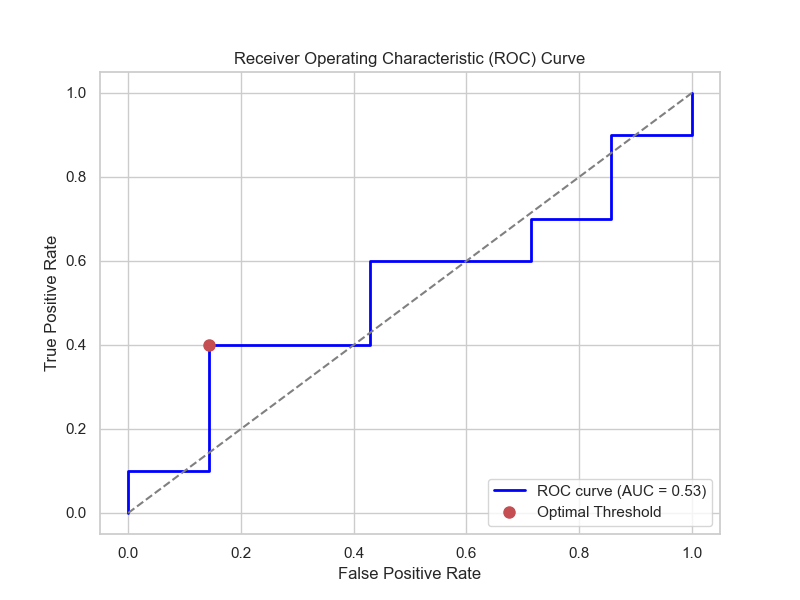 Receiver Operating Characteristic (ROC) Curve
1.0
0.8
0.6
0.4
0.2
0.0
True Positive Rate
ROC curve (AUC = 0.53)
Optimal Threshold
0.0 0.2 0.4 0.6 0.8 1.0
False Positive Rate